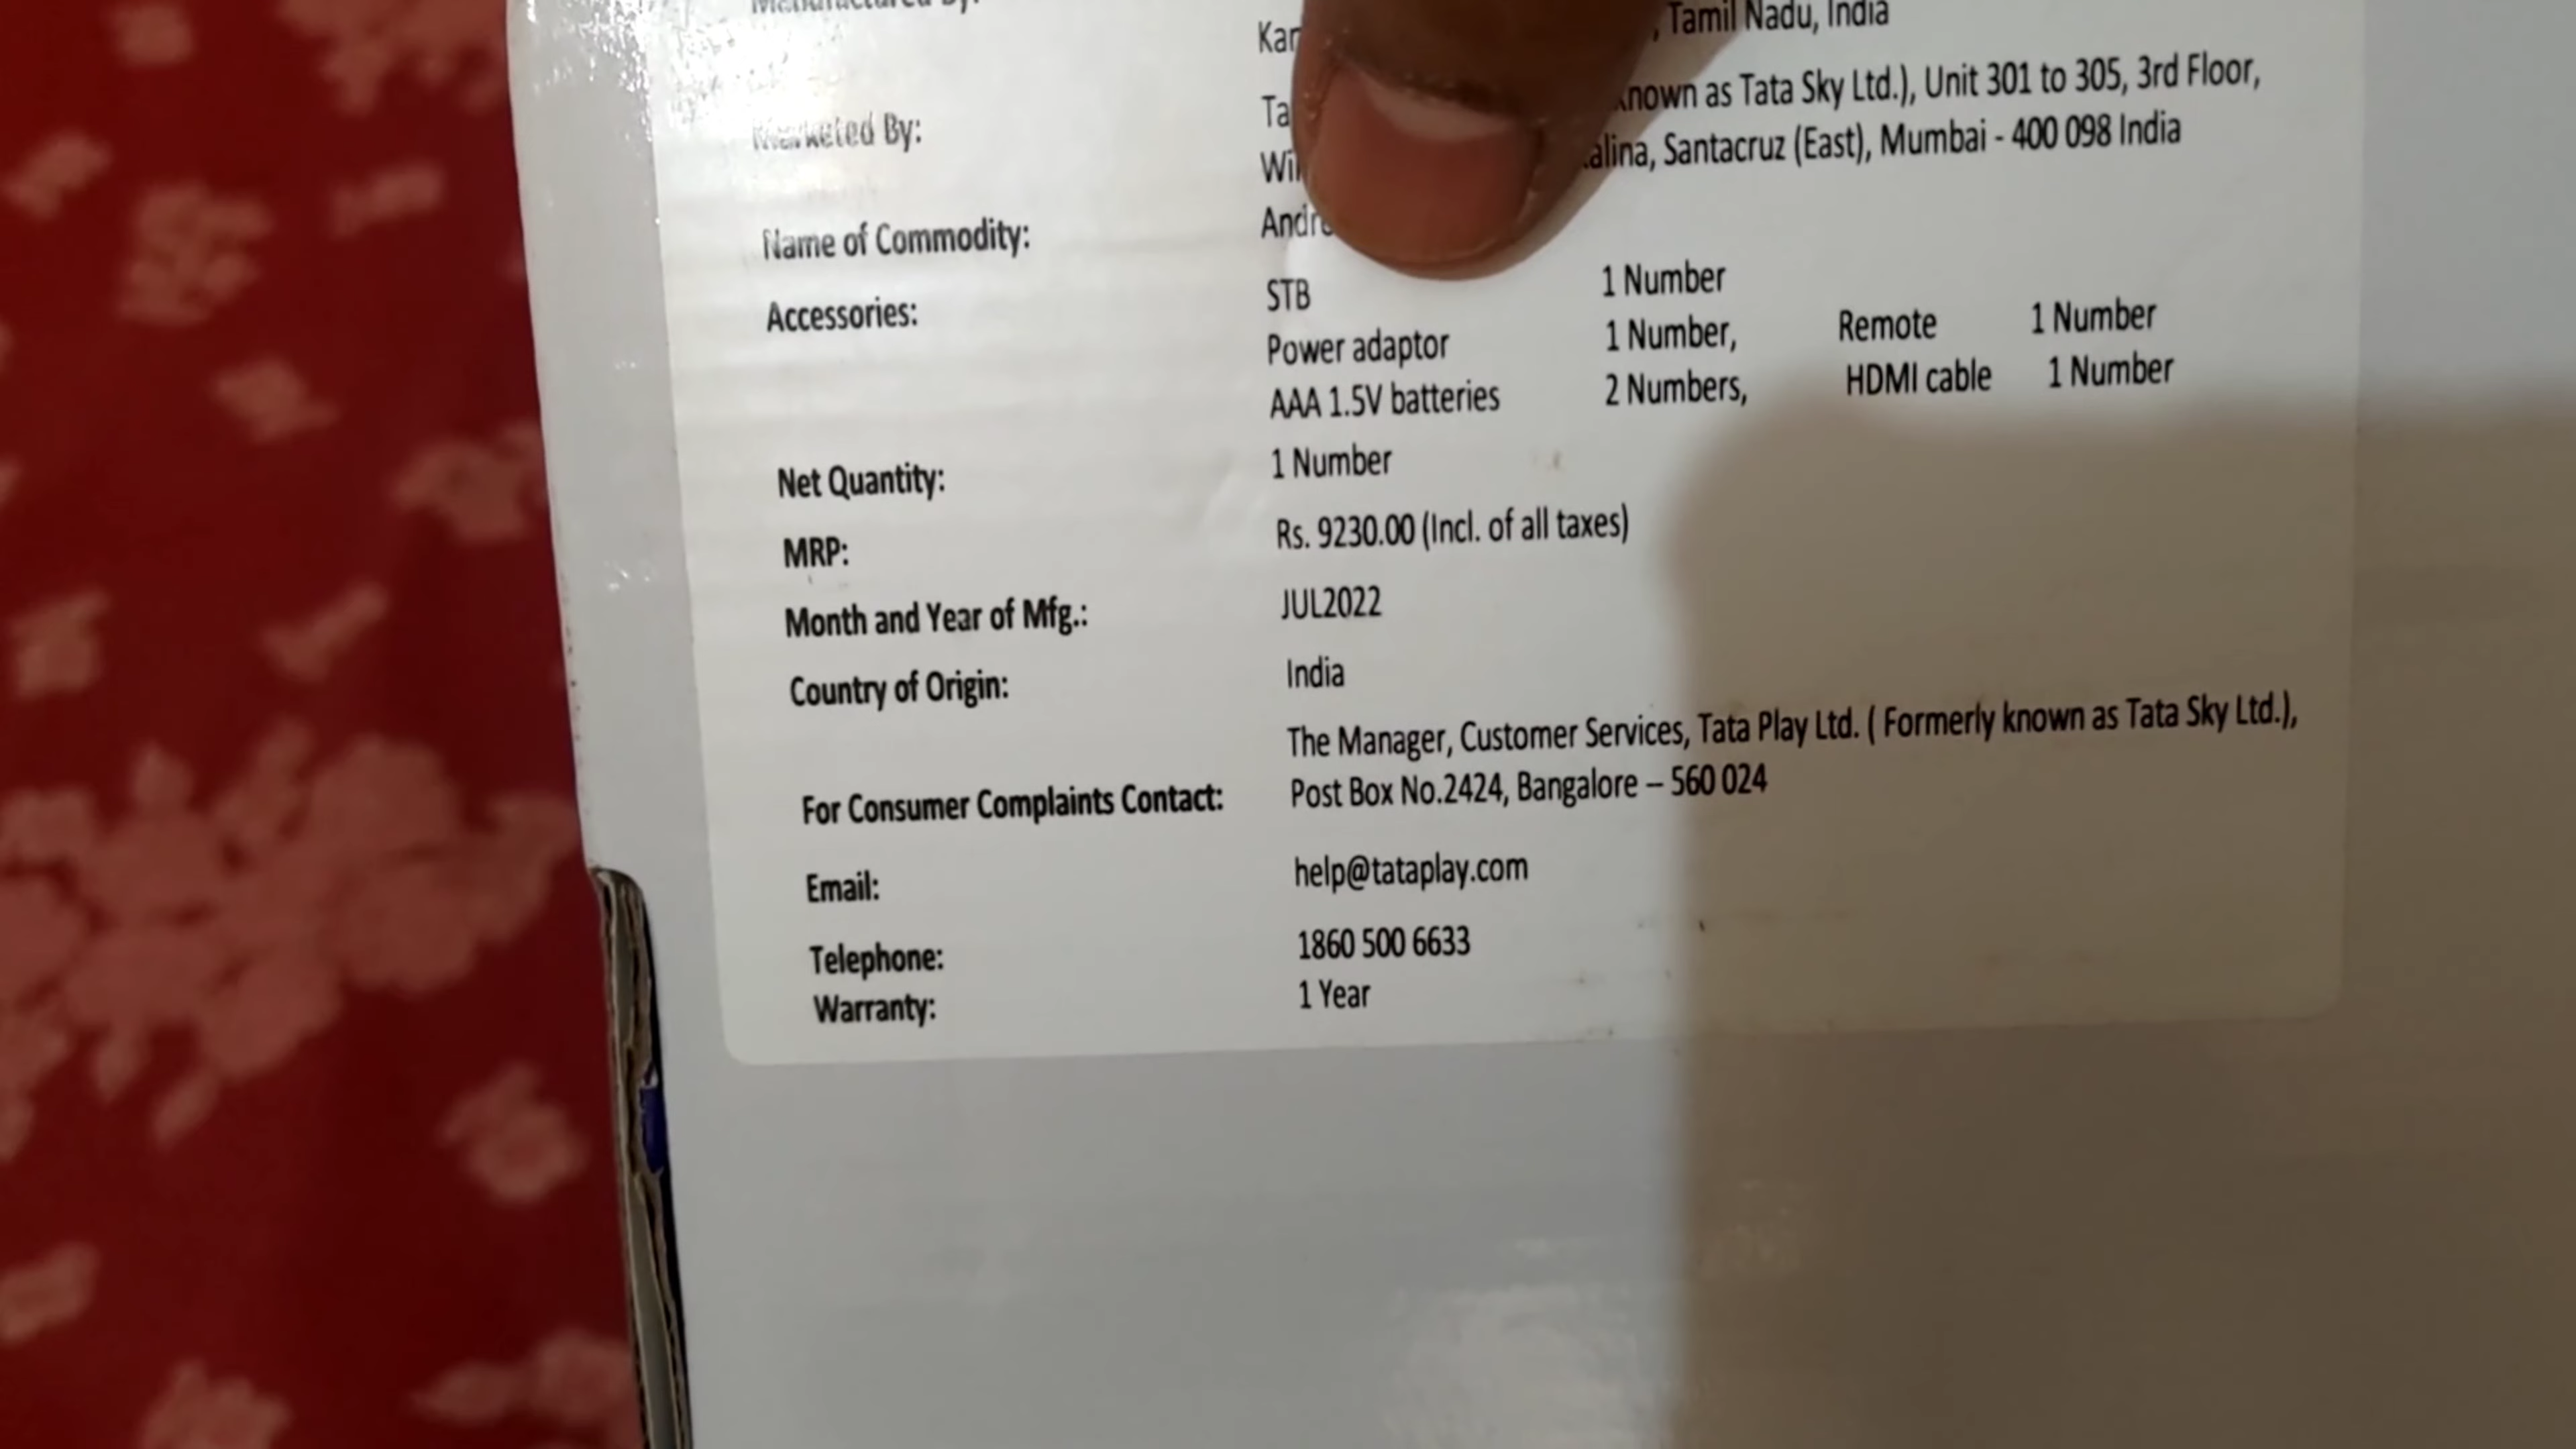 Manufactured By:
, Tamil Nadu, India
Marketed By:
known as Tata Sky Ltd.), Unit 301 to 305, 3rd Floor,
Santacruz (East), Mumbai - 400 098 India
Name of Commodity:
Accessories: STB 1 Number
Power adaptor 1 Number, Remote 1 Number
AAA 1.5V batteries 2 Numbers, HDMI cable 1 Number
Net Quantity: 1 Number
MRP: Rs. 9230.00 (Incl. of all taxes)
Month and Year of Mfg.: JUL2022
Country of Origin: India
The Manager, Customer Services, Tata Play Ltd. ( Formerly known as Tata Sky Ltd.),
For Consumer Complaints Contact: Post Box No.2424, Bangalore – 560 024
Email: help@tataplay.com
Telephone: 1860 500 6633
Warranty: 1 Year